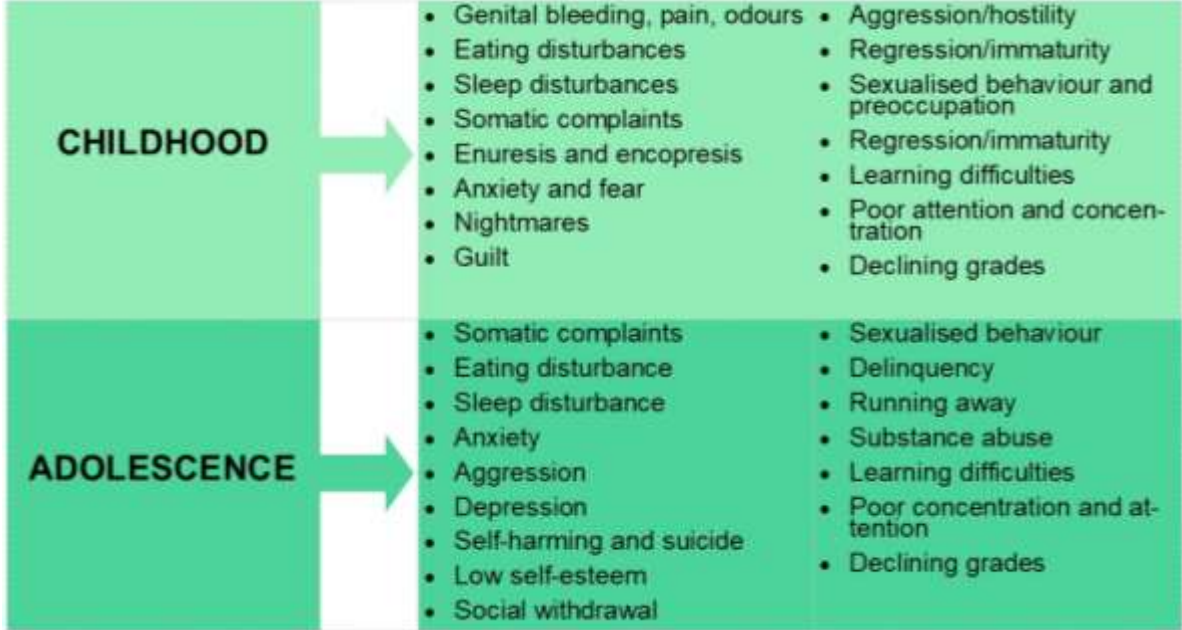 CHILDHOOD
• Genital bleeding, pain, odours
• Eating disturbances
• Sleep disturbances
• Somatic complaints
• Enuresis and encopresis
• Anxiety and fear
• Nightmares
• Guilt
• Aggression/hostility
• Regression/immaturity
• Sexualised behaviour and
preoccupation
• Regression/immaturity
• Learning difficulties
• Poor attention and concen-
tration
• Declining grades
ADOLESCENCE
• Somatic complaints
• Eating disturbance
• Sleep disturbance
• Anxiety
• Aggression
• Depression
• Self-harming and suicide
• Low self-esteem
• Social withdrawal
• Sexualised behaviour
• Delinquency
• Running away
• Substance abuse
• Learning difficulties
• Poor concentration and at-
tention
• Declining grades